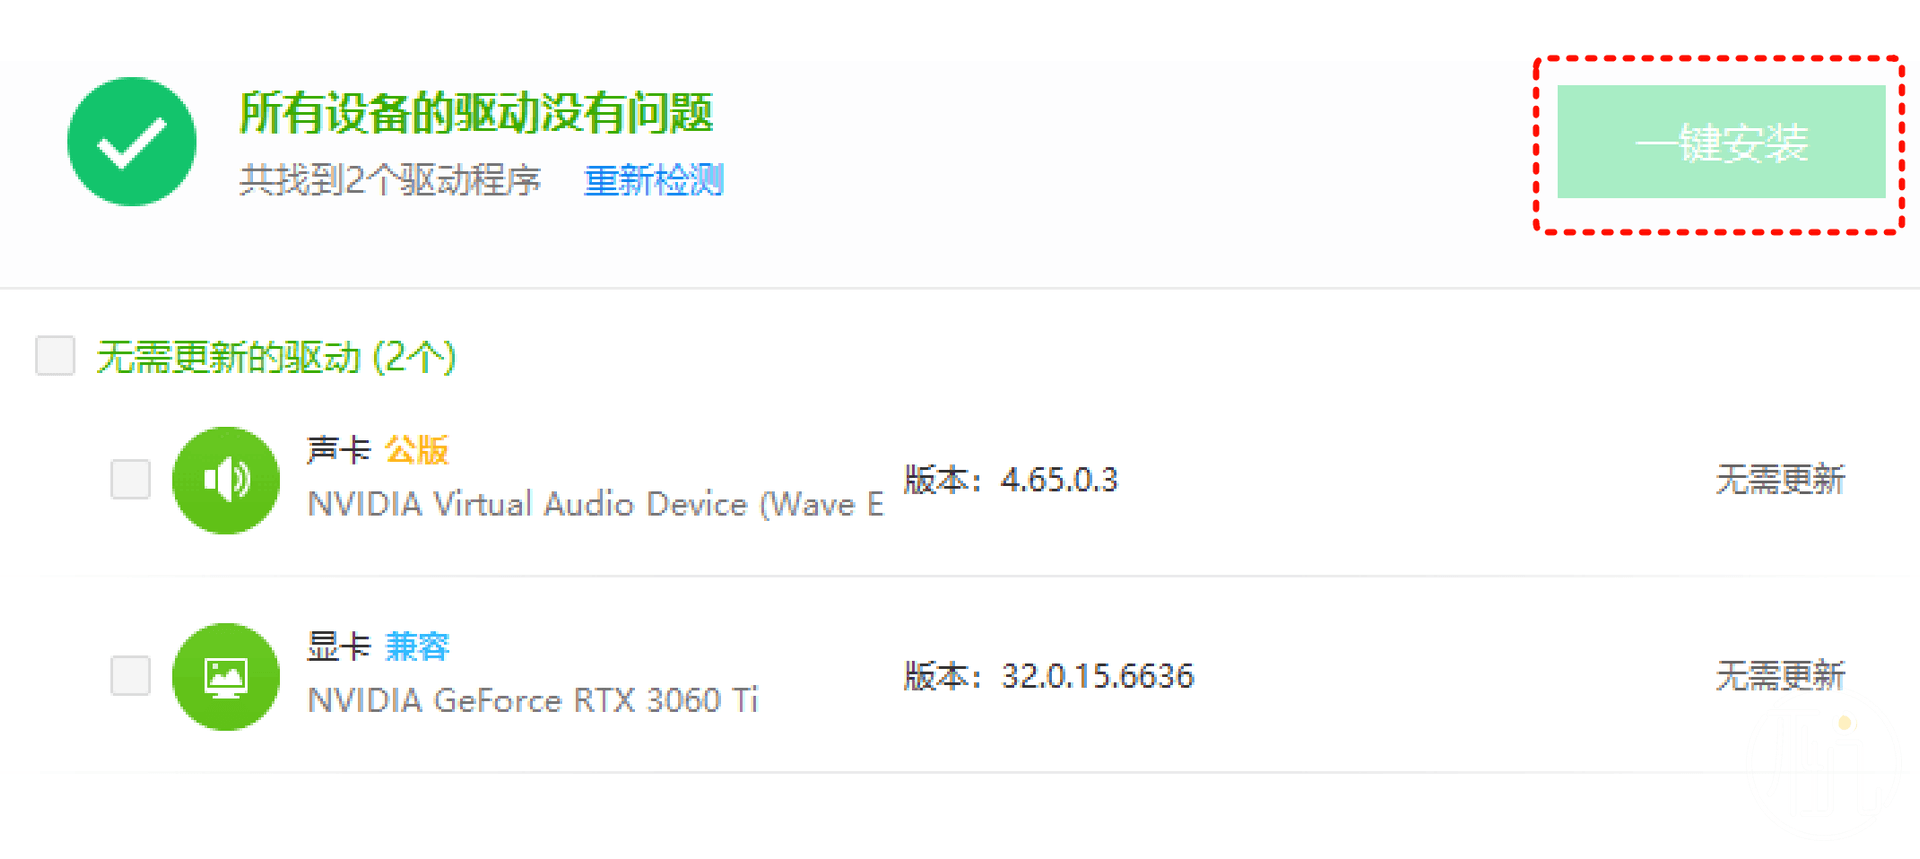 所有设备的驱动没有问题
共找到2个驱动程序 重新检测
一键安装
无需更新的驱动 (2个)
声卡 公版
NVIDIA Virtual Audio Device (Wave E
版本：4.65.0.3
无需更新
显卡 兼容
NVIDIA GeForce RTX 3060 Ti
版本：32.0.15.6636
无需更新